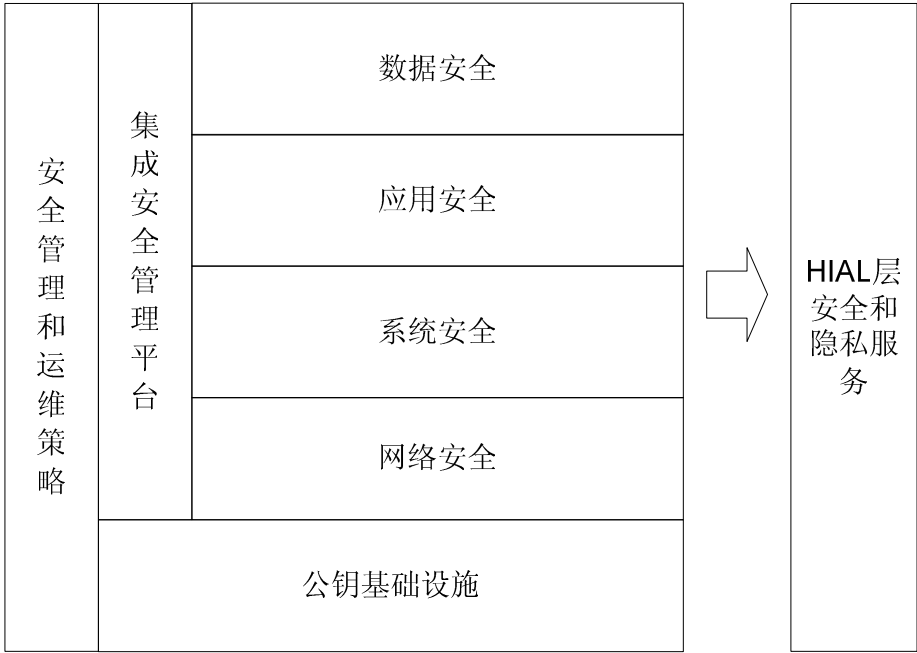 安全管理和运维策略
集成安全管理平台
数据安全
应用安全
系统安全
网络安全
公钥基础设施
HIAL层
安全和
隐私服
务